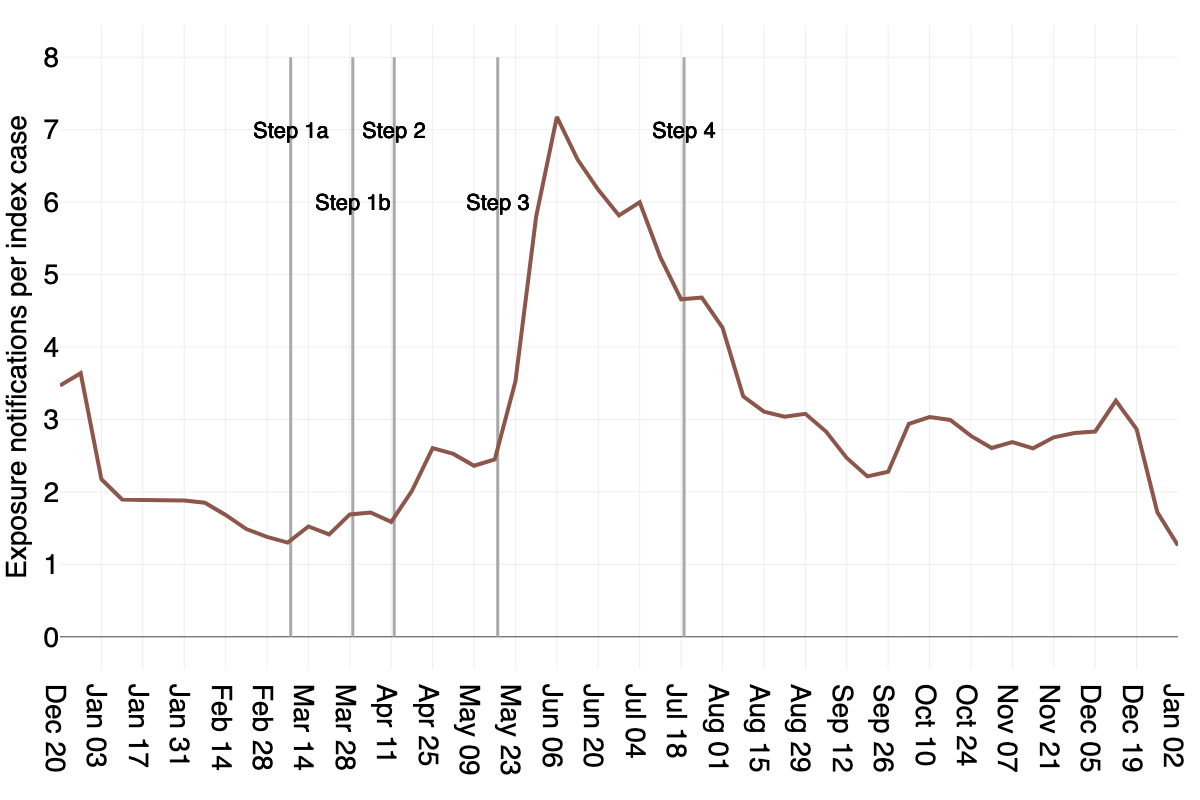 Exposure notifications per index case
8
7
6
5
4
3
2
1
0
Step 1a
Step 2
Step 4
Step 1b
Step 3
Dec 20
Jan 03
Jan 17
Jan 31
Feb 14
Feb 28
Mar 14
Mar 28
Apr 11
Apr 25
May 09
May 23
Jun 06
Jun 20
Jul 04
Jul 18
Aug 01
Aug 15
Aug 29
Sep 12
Sep 26
Oct 10
Oct 24
Nov 07
Nov 21
Dec 05
Dec 19
Jan 02